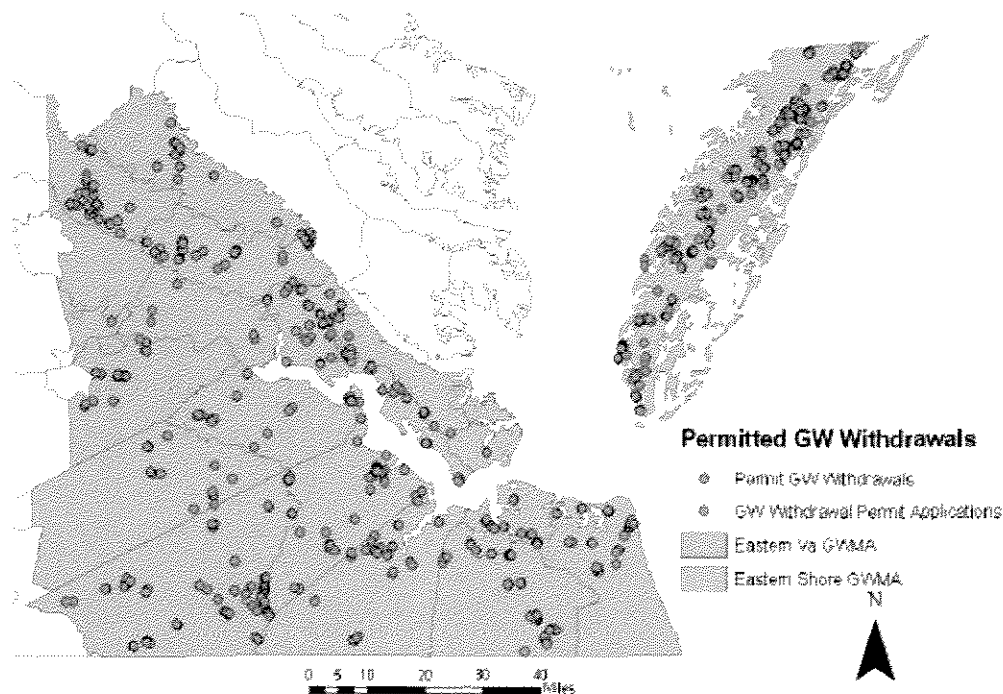 Permitted GW Withdrawals
Permit GW Withdrawals
GW Withdrawal Permit Applications
Eastern Va GWMA
Eastern Shore GWMA
N
0 5 10 20 30 40
Miles